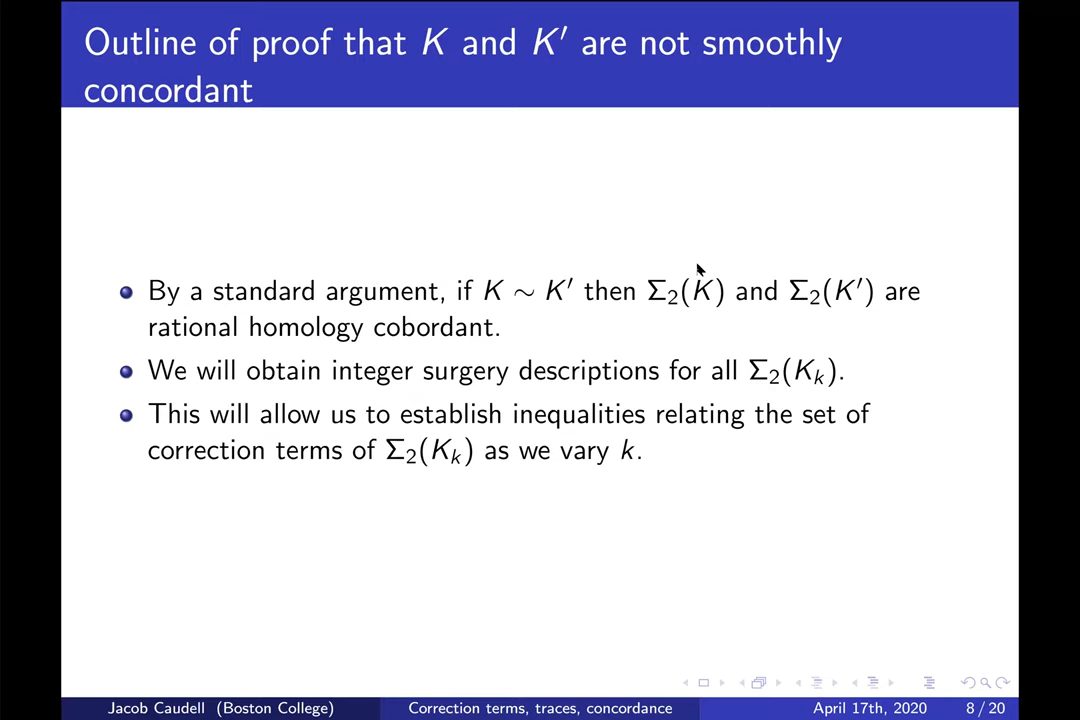 Outline of proof that K and K′ are not smoothly
concordant
By a standard argument, if K ∼ K′ then Σ₂(K) and Σ₂(K′) are
rational homology cobordant.
We will obtain integer surgery descriptions for all Σ₂(Kₖ).
This will allow us to establish inequalities relating the set of
correction terms of Σ₂(Kₖ) as we vary k.
Jacob Caudell (Boston College) Correction terms, traces, concordance April 17th, 2020 8 / 20